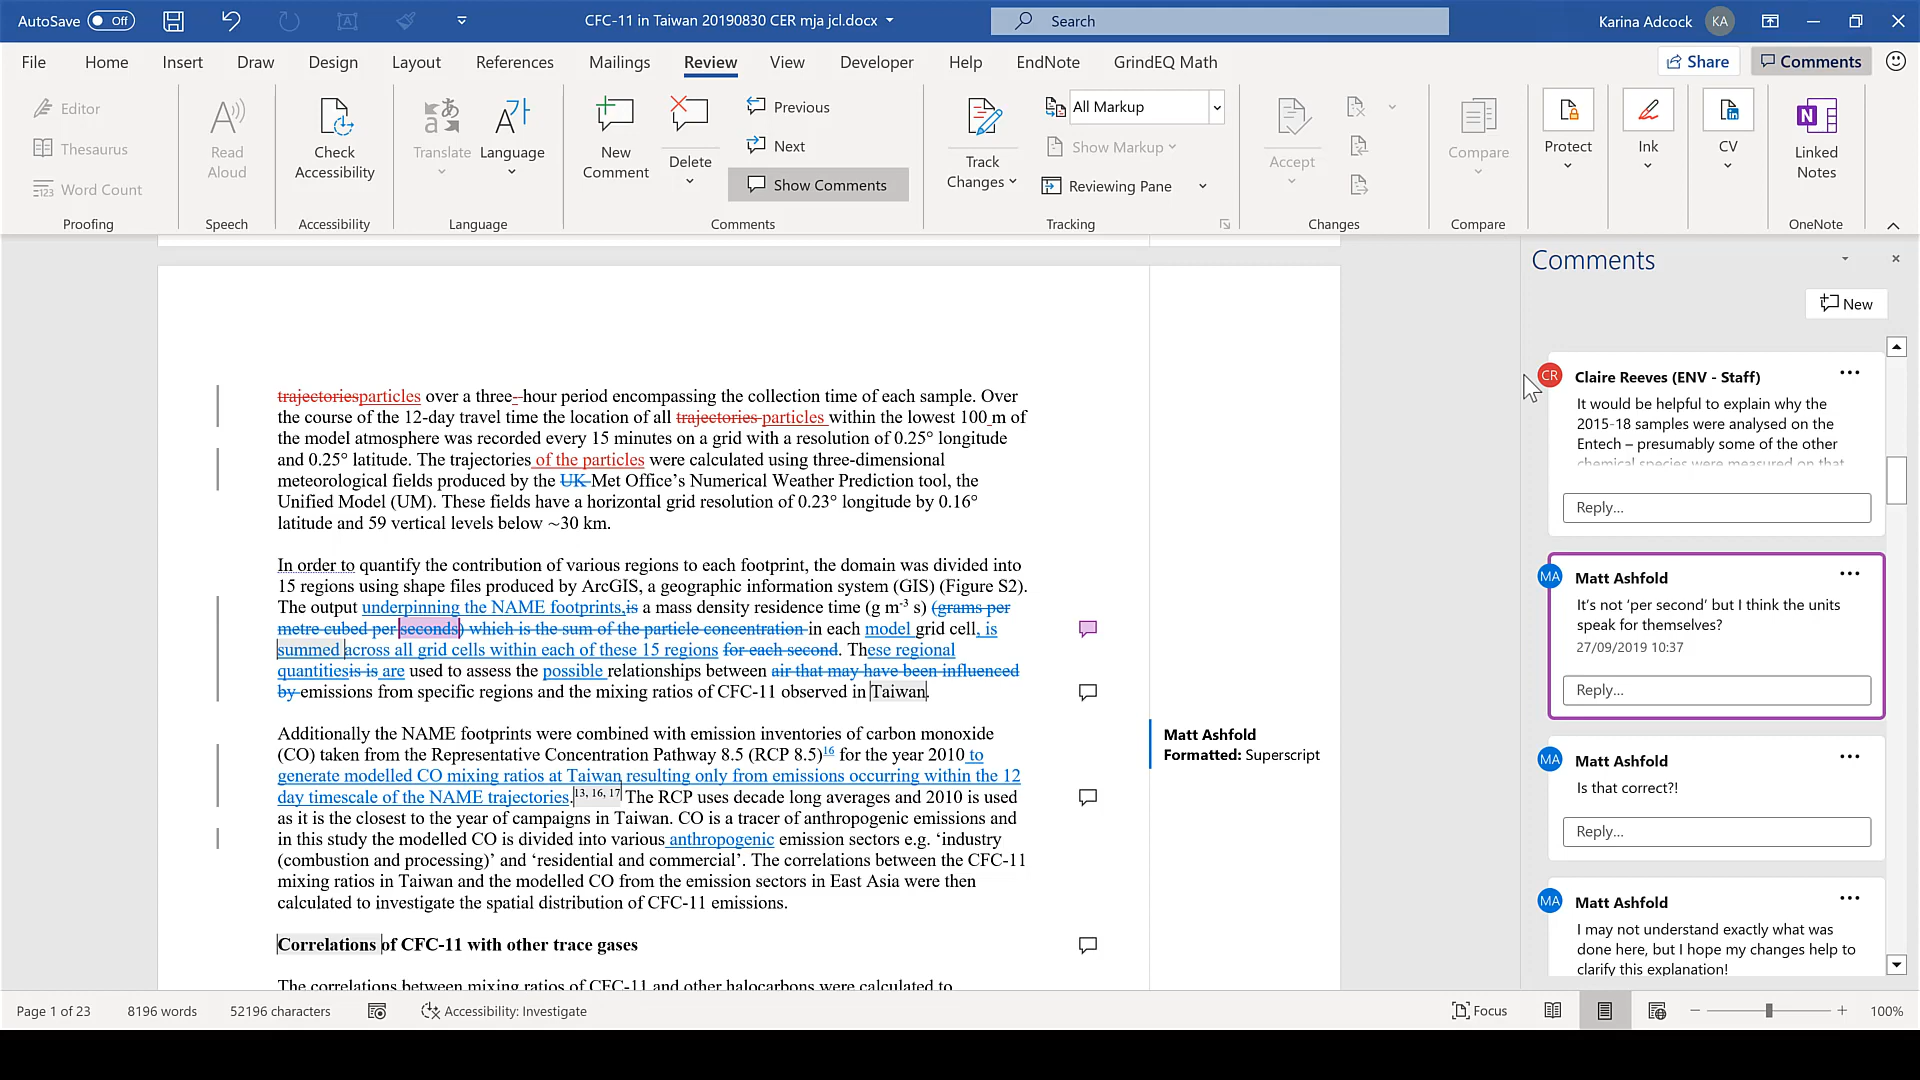 AutoSave Off
CFC-11 in Taiwan 20190830 CER mja jcl.docx
Search
Karina Adcock KA
File Home Insert Draw Design Layout References Mailings Review View Developer Help EndNote GrindEQ Math
Share Comments
Editor
Thesaurus
Word Count
Proofing
Read Aloud
Speech
Check Accessibility
Accessibility
Translate
Language
Language
New Comment
Delete
Previous
Next
Show Comments
Comments
Track Changes
All Markup
Show Markup
Reviewing Pane
Tracking
Accept
Changes
Compare
Compare
Protect
Ink
CV
Linked Notes
OneNote
trajectoriesparticles over a three--hour period encompassing the collection time of each sample. Over
the course of the 12-day travel time the location of all trajectories particles within the lowest 100 m of
the model atmosphere was recorded every 15 minutes on a grid with a resolution of 0.25° longitude
and 0.25° latitude. The trajectories of the particles were calculated using three-dimensional
meteorological fields produced by the UK Met Office's Numerical Weather Prediction tool, the
Unified Model (UM). These fields have a horizontal grid resolution of 0.23° longitude by 0.16°
latitude and 59 vertical levels below ~30 km.
In order to quantify the contribution of various regions to each footprint, the domain was divided into
15 regions using shape files produced by ArcGIS, a geographic information system (GIS) (Figure S2).
The output underpinning the NAME footprints,is a mass density residence time (g m-3 s) (grams per
metre cubed per seconds) which is the sum of the particle concentration in each model grid cell, is
summed across all grid cells within each of these 15 regions for each second. These regional
quantitiesis is are used to assess the possible relationships between air that may have been influenced
by emissions from specific regions and the mixing ratios of CFC-11 observed in Taiwan.
Additionally the NAME footprints were combined with emission inventories of carbon monoxide
(CO) taken from the Representative Concentration Pathway 8.5 (RCP 8.5)16 for the year 2010 to
generate modelled CO mixing ratios at Taiwan resulting only from emissions occurring within the 12
day timescale of the NAME trajectories.13, 16, 17 The RCP uses decade long averages and 2010 is used
as it is the closest to the year of campaigns in Taiwan. CO is a tracer of anthropogenic emissions and
in this study the modelled CO is divided into various anthropogenic emission sectors e.g. 'industry
(combustion and processing)' and 'residential and commercial'. The correlations between the CFC-11
mixing ratios in Taiwan and the modelled CO from the emission sectors in East Asia were then
calculated to investigate the spatial distribution of CFC-11 emissions.
Correlations of CFC-11 with other trace gases
The correlations between mixing ratios of CFC-11 and other halocarbons were calculated to
Matt Ashfold
Formatted: Superscript
Comments
New
CR Claire Reeves (ENV - Staff)
It would be helpful to explain why the
2015-18 samples were analysed on the
Entech – presumably some of the other
chemical species were measured on that
Reply...
MA Matt Ashfold
It's not 'per second' but I think the units
speak for themselves?
27/09/2019 10:37
Reply...
MA Matt Ashfold
Is that correct?!
Reply...
MA Matt Ashfold
I may not understand exactly what was
done here, but I hope my changes help to
clarify this explanation!
Page 1 of 23 8196 words 52196 characters Accessibility: Investigate
Focus
100%